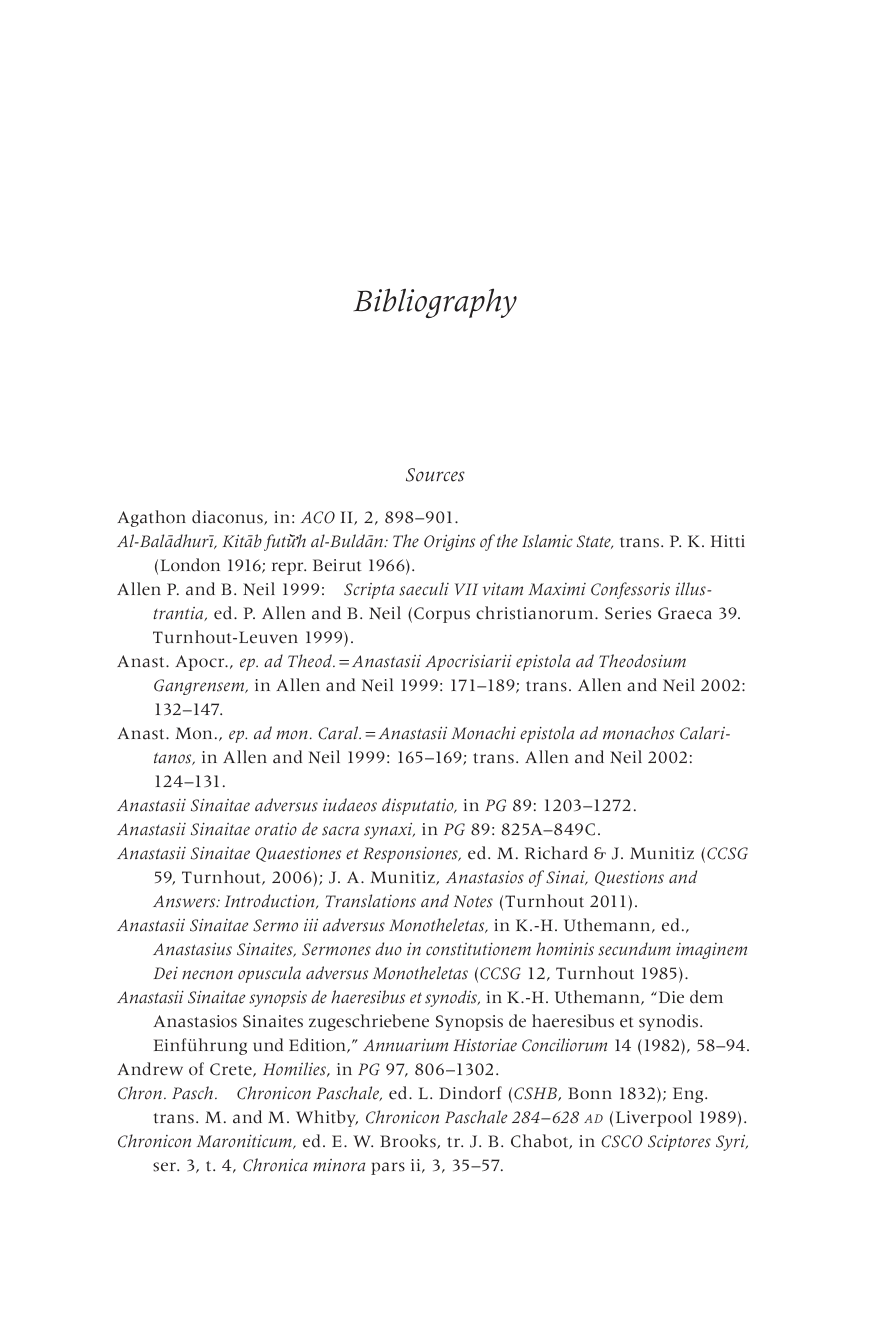 Bibliography
Sources
Agathon diaconus, in: ACO II, 2, 898–901.
Al-Balādhurī, Kitāb futūh al-Buldān: The Origins of the Islamic State, trans. P. K. Hitti
(London 1916; repr. Beirut 1966).
Allen P. and B. Neil 1999: Scripta saeculi VII vitam Maximi Confessoris illus-
trantia, ed. P. Allen and B. Neil (Corpus christianorum. Series Graeca 39.
Turnhout-Leuven 1999).
Anast. Apocr., ep. ad Theod. = Anastasii Apocrisiarii epistola ad Theodosium
Gangrensem, in Allen and Neil 1999: 171–189; trans. Allen and Neil 2002:
132–147.
Anast. Mon., ep. ad mon. Caral. = Anastasii Monachi epistola ad monachos Calari-
tanos, in Allen and Neil 1999: 165–169; trans. Allen and Neil 2002:
124–131.
Anastasii Sinaitae adversus iudaeos disputatio, in PG 89: 1203–1272.
Anastasii Sinaitae oratio de sacra synaxi, in PG 89: 825A–849C.
Anastasii Sinaitae Quaestiones et Responsiones, ed. M. Richard & J. Munitiz (CCSG
59, Turnhout, 2006); J. A. Munitiz, Anastasios of Sinai, Questions and
Answers: Introduction, Translations and Notes (Turnhout 2011).
Anastasii Sinaitae Sermo iii adversus Monotheletas, in K.-H. Uthemann, ed.,
Anastasius Sinaites, Sermones duo in constitutionem hominis secundum imaginem
Dei necnon opuscula adversus Monotheletas (CCSG 12, Turnhout 1985).
Anastasii Sinaitae synopsis de haeresibus et synodis, in K.-H. Uthemann, “Die dem
Anastasios Sinaites zugeschriebene Synopsis de haeresibus et synodis.
Einführung und Edition,” Annuarium Historiae Conciliorum 14 (1982), 58–94.
Andrew of Crete, Homilies, in PG 97, 806–1302.
Chron. Pasch. Chronicon Paschale, ed. L. Dindorf (CSHB, Bonn 1832); Eng.
trans. M. and M. Whitby, Chronicon Paschale 284–628 AD (Liverpool 1989).
Chronicon Maroniticum, ed. E. W. Brooks, tr. J. B. Chabot, in CSCO Sciptores Syri,
ser. 3, t. 4, Chronica minora pars ii, 3, 35–57.